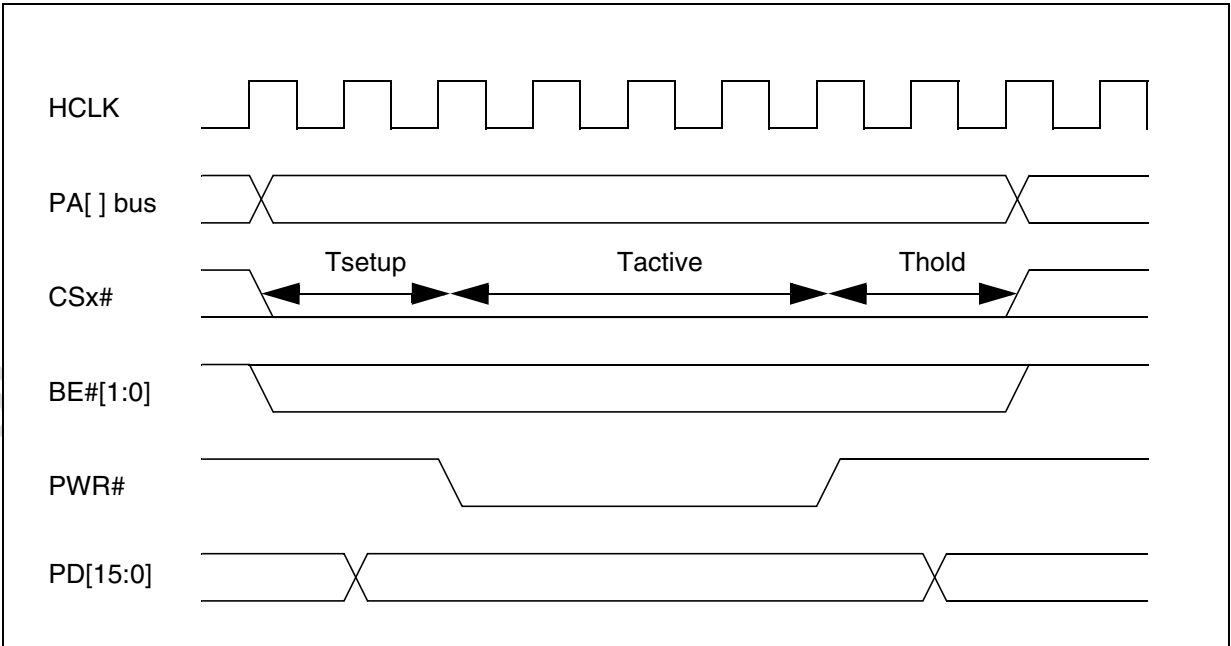 HCLK
PA[ ] bus
Tsetup Tactive Thold
CSx#
BE#[1:0]
PWR#
PD[15:0]